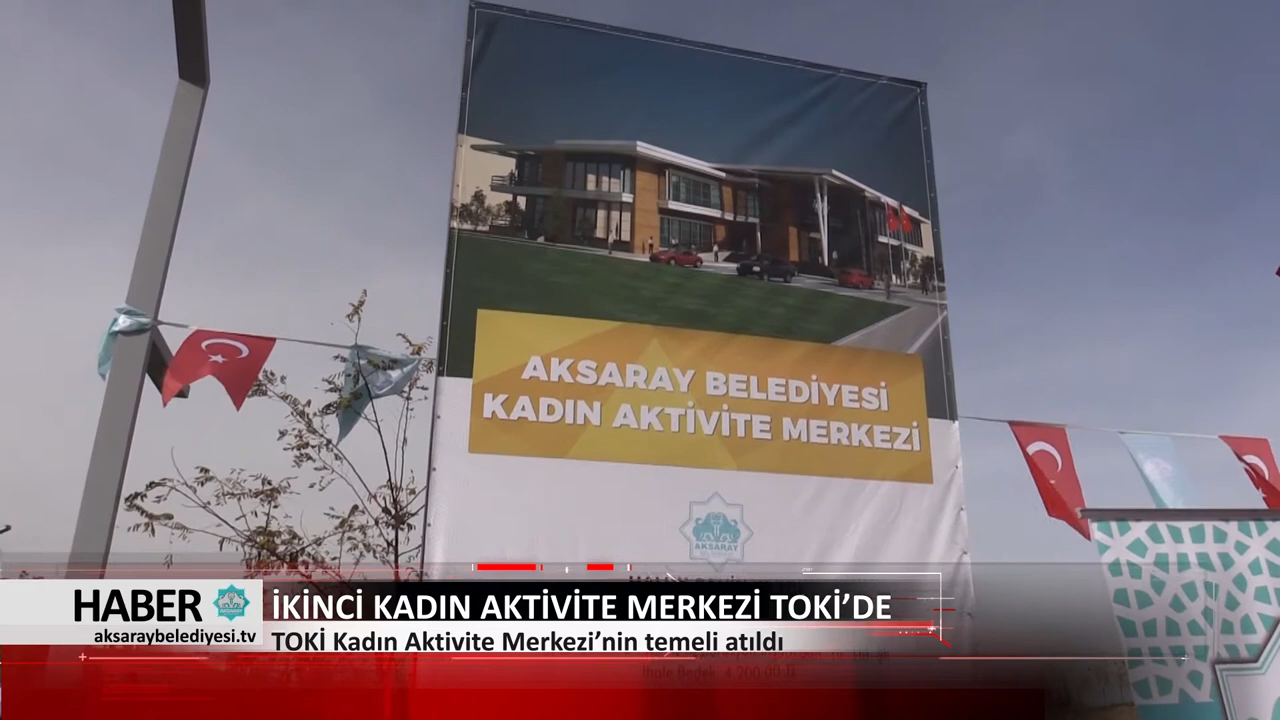 AKSARAY BELEDİYESİ
KADIN AKTİVİTE MERKEZİ
AKSARAY
HABER
aksaraybelediyesi.tv
İKİNCİ KADIN AKTİVİTE MERKEZİ TOKİ’DE
TOKİ Kadın Aktivite Merkezi’nin temeli atıldı